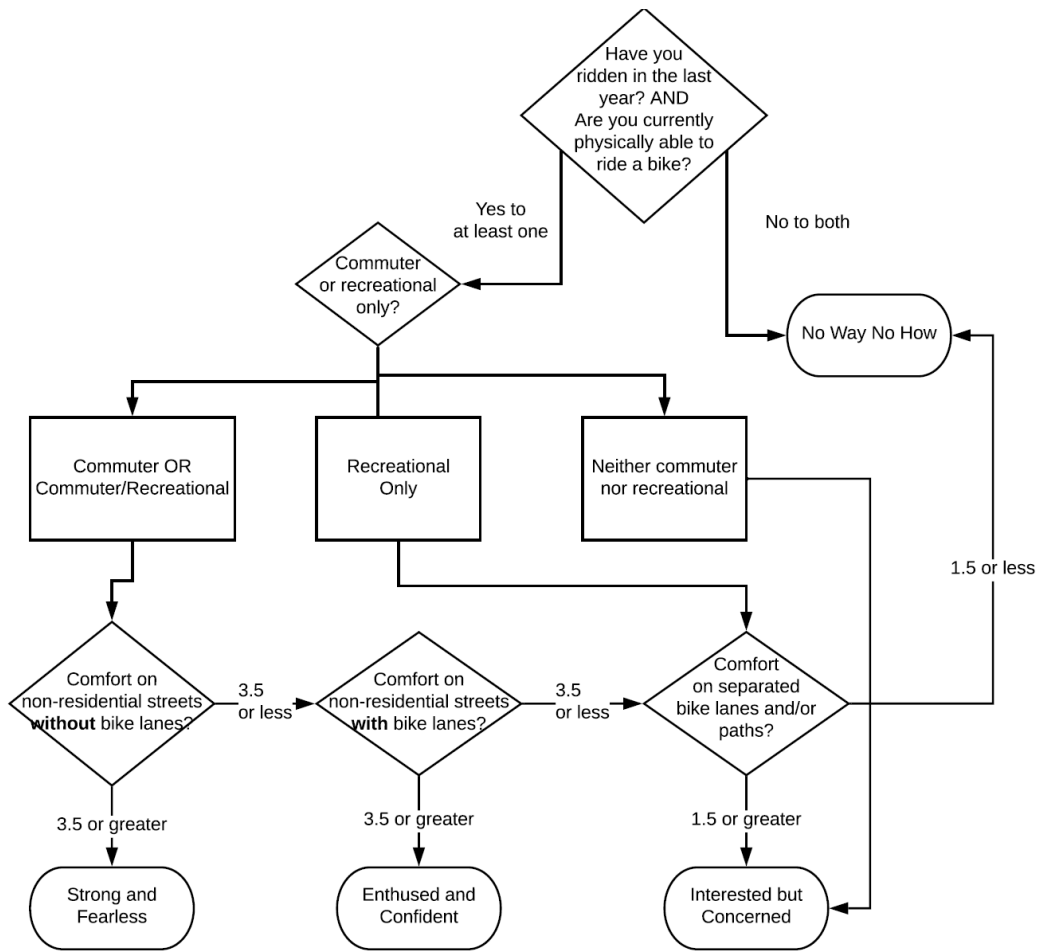 Have you
ridden in the last
year? AND
Are you currently
physically able to
ride a bike?
Yes to
at least one
No to both
Commuter
or recreational
only?
No Way No How
Commuter OR
Commuter/Recreational
Recreational
Only
Neither commuter
nor recreational
1.5 or less
Comfort on
non-residential streets
without bike lanes?
3.5
or less
Comfort on
non-residential streets
with bike lanes?
3.5
or less
Comfort
on separated
bike lanes and/or
paths?
3.5 or greater
3.5 or greater
1.5 or greater
Strong and
Fearless
Enthused and
Confident
Interested but
Concerned